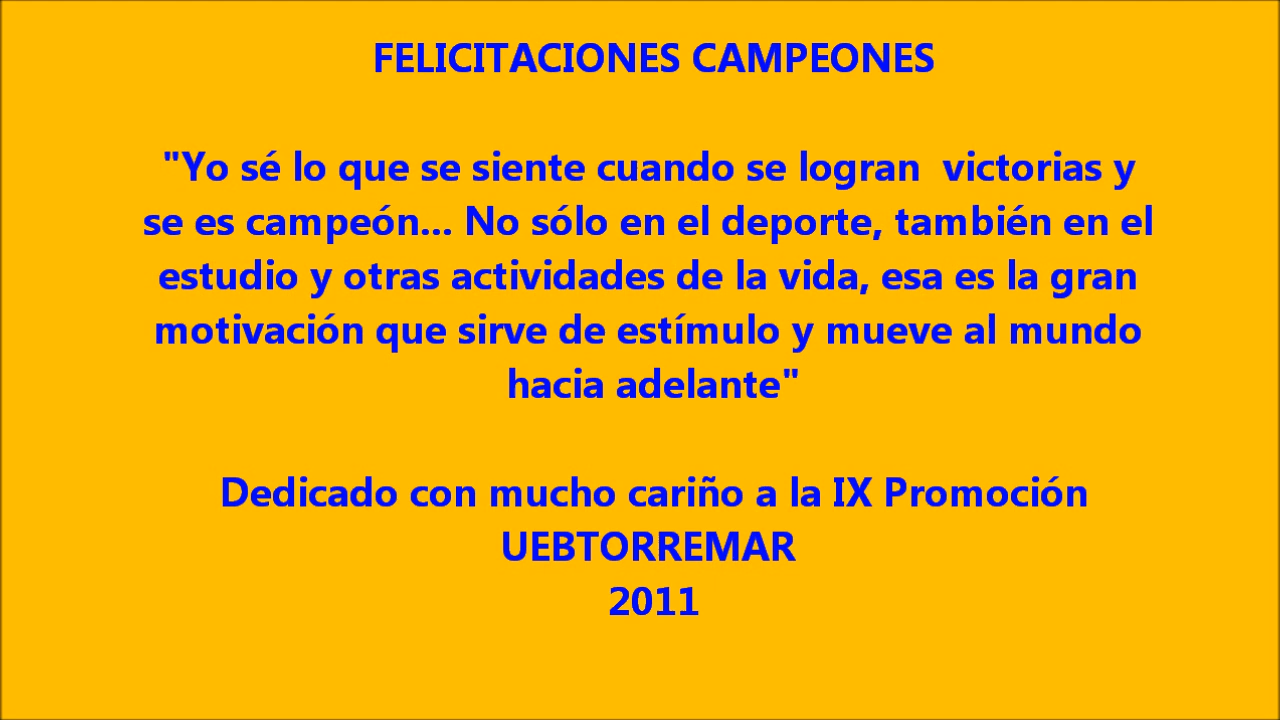 FELICITACIONES CAMPEONES
"Yo sé lo que se siente cuando se logran  victorias y
se es campeón... No sólo en el deporte, también en el
estudio y otras actividades de la vida, esa es la gran
motivación que sirve de estímulo y mueve al mundo
hacia adelante"
Dedicado con mucho cariño a la IX Promoción
UEBTORREMAR
2011